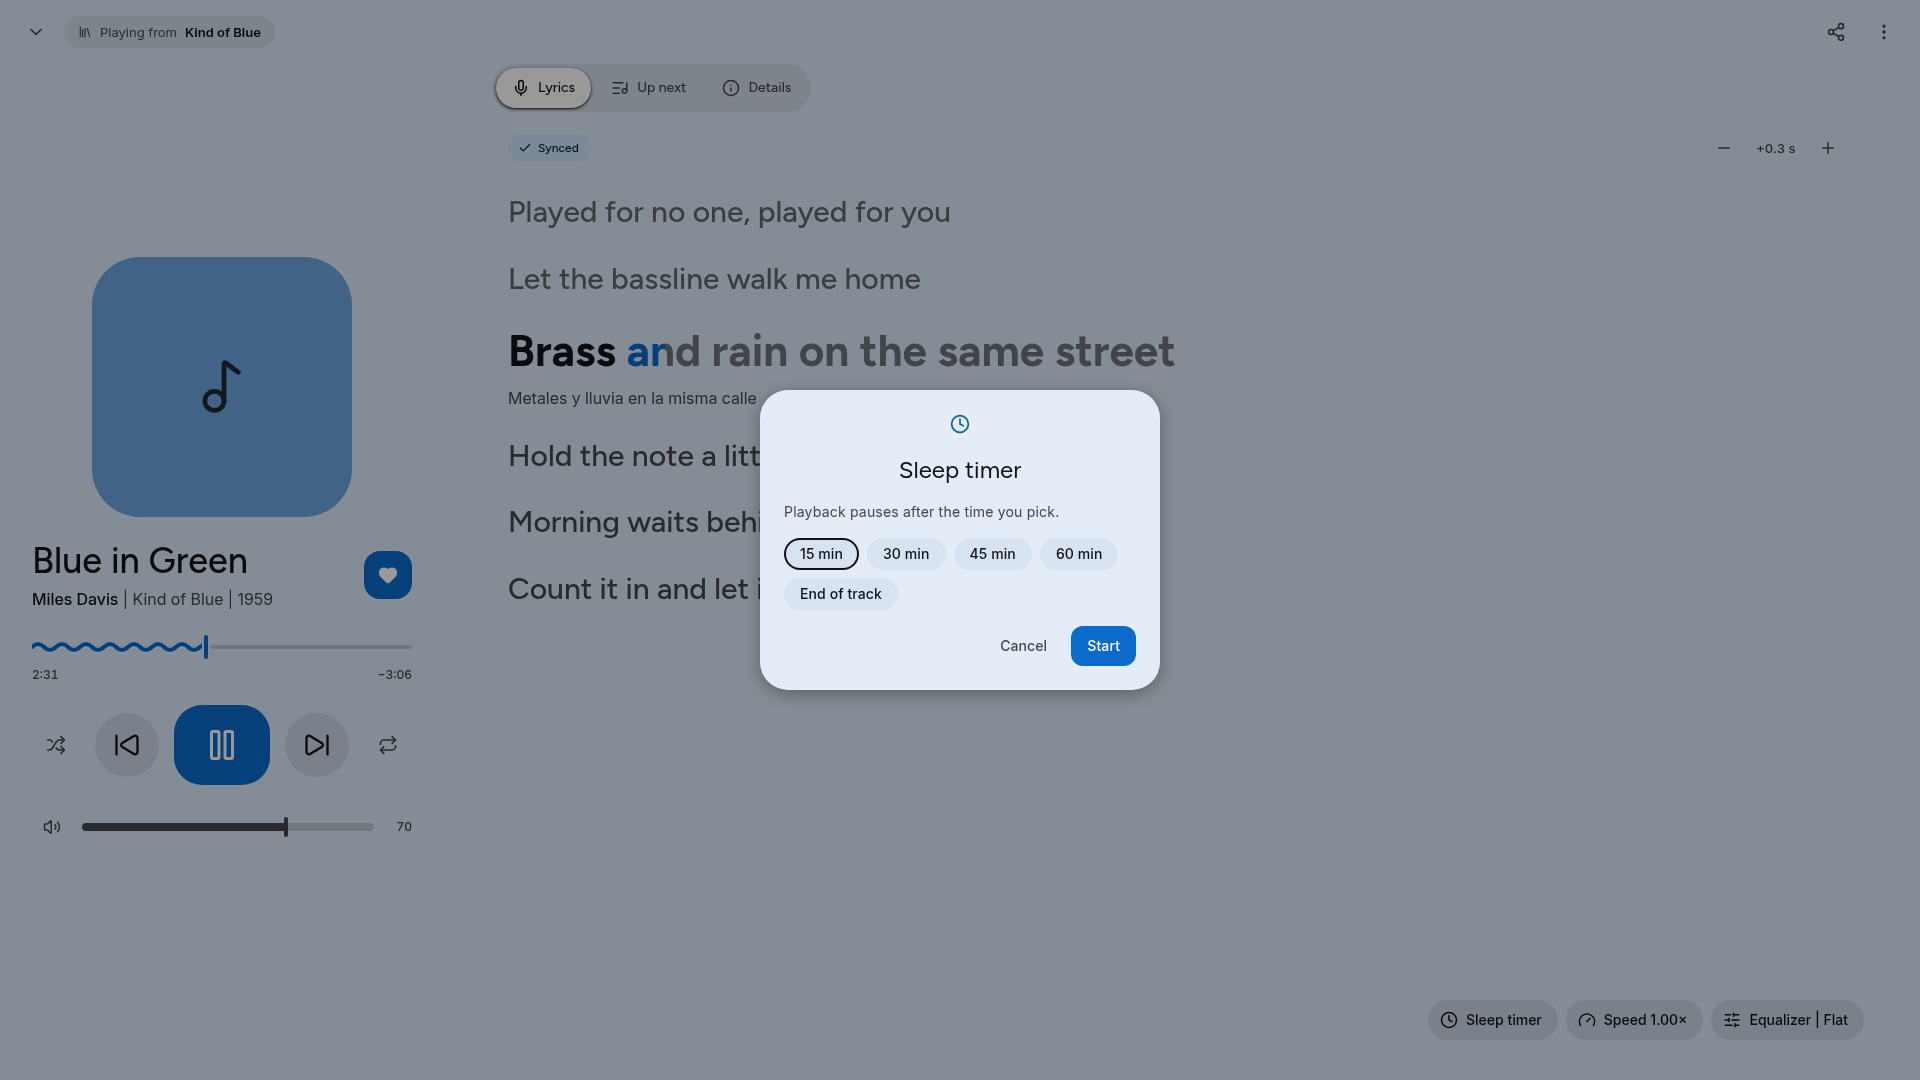 Playing from Kind of Blue
Lyrics
Up next
Details
Synced
+0.3 s
Played for no one, played for you
Let the bassline walk me home
Brass and rain on the same street
Metales y lluvia en la misma calle
Hold the note a litt
Morning waits behi
Count it in and let i
Blue in Green
Miles Davis | Kind of Blue | 1959
2:31
−3:06
70
Sleep timer
Playback pauses after the time you pick.
15 min
30 min
45 min
60 min
End of track
Cancel
Start
Sleep timer
Speed 1.00×
Equalizer | Flat